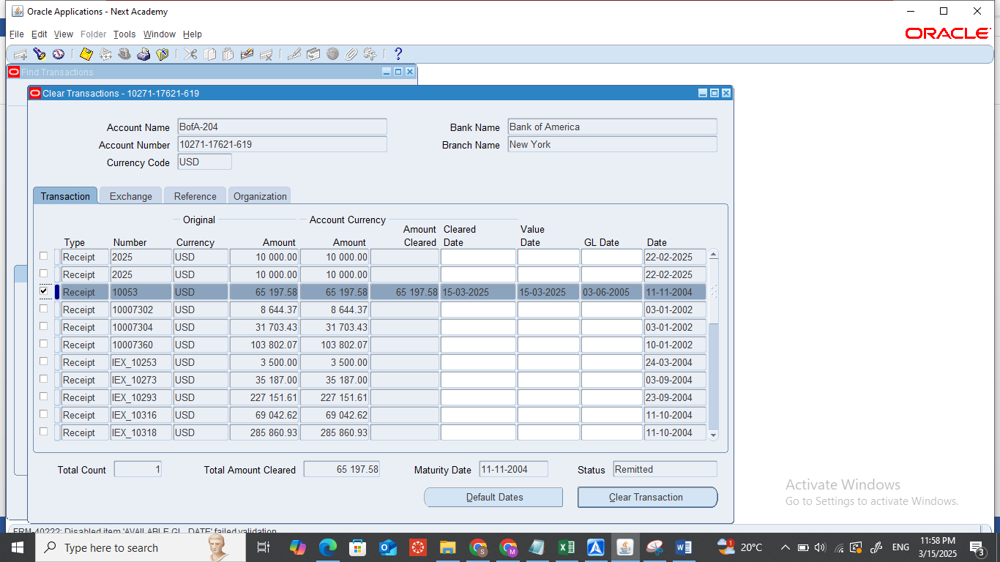 Oracle Applications - Next Academy
File Edit View Folder Tools Window Help
ORACLE
Find Transactions
Clear Transactions - 10271-17621-619
Account Name BofA-204 Bank Name Bank of America
Account Number 10271-17621-619 Branch Name New York
Currency Code USD
Transaction Exchange Reference Organization
Original Account Currency
Amount Cleared Value
Type Number Currency Amount Amount Cleared Date Date GL Date Date
Receipt 2025 USD 10 000.00 10 000.00 22-02-2025
Receipt 2025 USD 10 000.00 10 000.00 22-02-2025
Receipt 10053 USD 65 197.58 65 197.58 65 197.58 15-03-2025 15-03-2025 03-06-2005 11-11-2004
Receipt 10007302 USD 8 644.37 8 644.37 03-01-2002
Receipt 10007304 USD 31 703.43 31 703.43 03-01-2002
Receipt 10007360 USD 103 802.07 103 802.07 10-01-2002
Receipt IEX_10253 USD 3 500.00 3 500.00 24-03-2004
Receipt IEX_10273 USD 35 187.00 35 187.00 03-09-2004
Receipt IEX_10293 USD 227 151.61 227 151.61 23-09-2004
Receipt IEX_10316 USD 69 042.62 69 042.62 11-10-2004
Receipt IEX_10318 USD 285 860.93 285 860.93 11-10-2004
Total Count 1 Total Amount Cleared 65 197.58 Maturity Date 11-11-2004 Status Remitted
Default Dates Clear Transaction
Activate Windows
Go to Settings to activate Windows.
FRM-40222: Disabled item 'AVAILABLE_GL_DATE' failed validation.
Type here to search
1
20°C
ENG
11:58 PM
3/15/2025
3